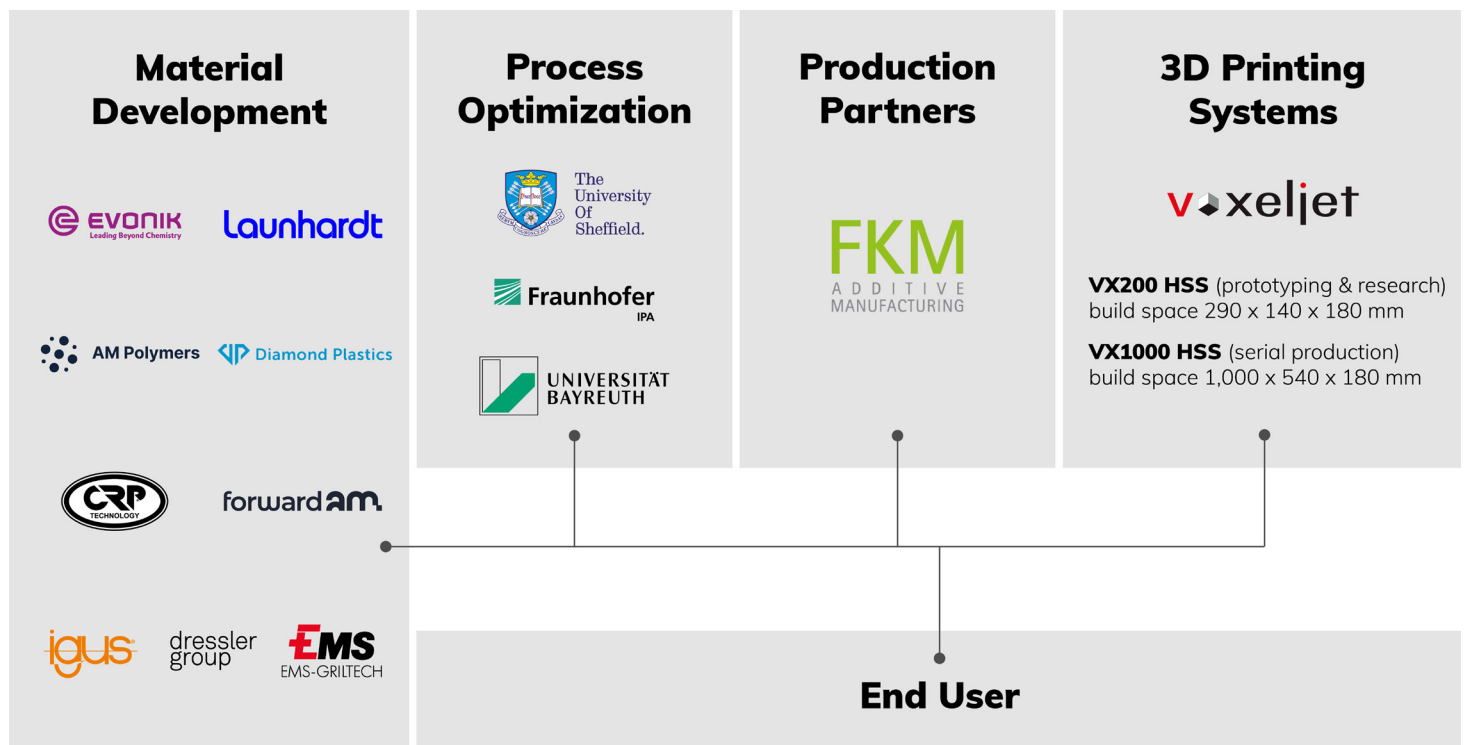 Material
Development
EVONIK
Leading Beyond Chemistry
Launhardt
AM Polymers
Diamond Plastics
CRP
TECHNOLOGY
forward am.
igus
dressler
group
EMS
EMS-GRILTECH
Process
Optimization
The
University
Of
Sheffield.
Fraunhofer
IPA
UNIVERSITÄT
BAYREUTH
Production
Partners
FKM
ADDITIVE
MANUFACTURING
3D Printing
Systems
voxeljet
VX200 HSS (prototyping & research)
build space 290 x 140 x 180 mm
VX1000 HSS (serial production)
build space 1,000 x 540 x 180 mm
End User